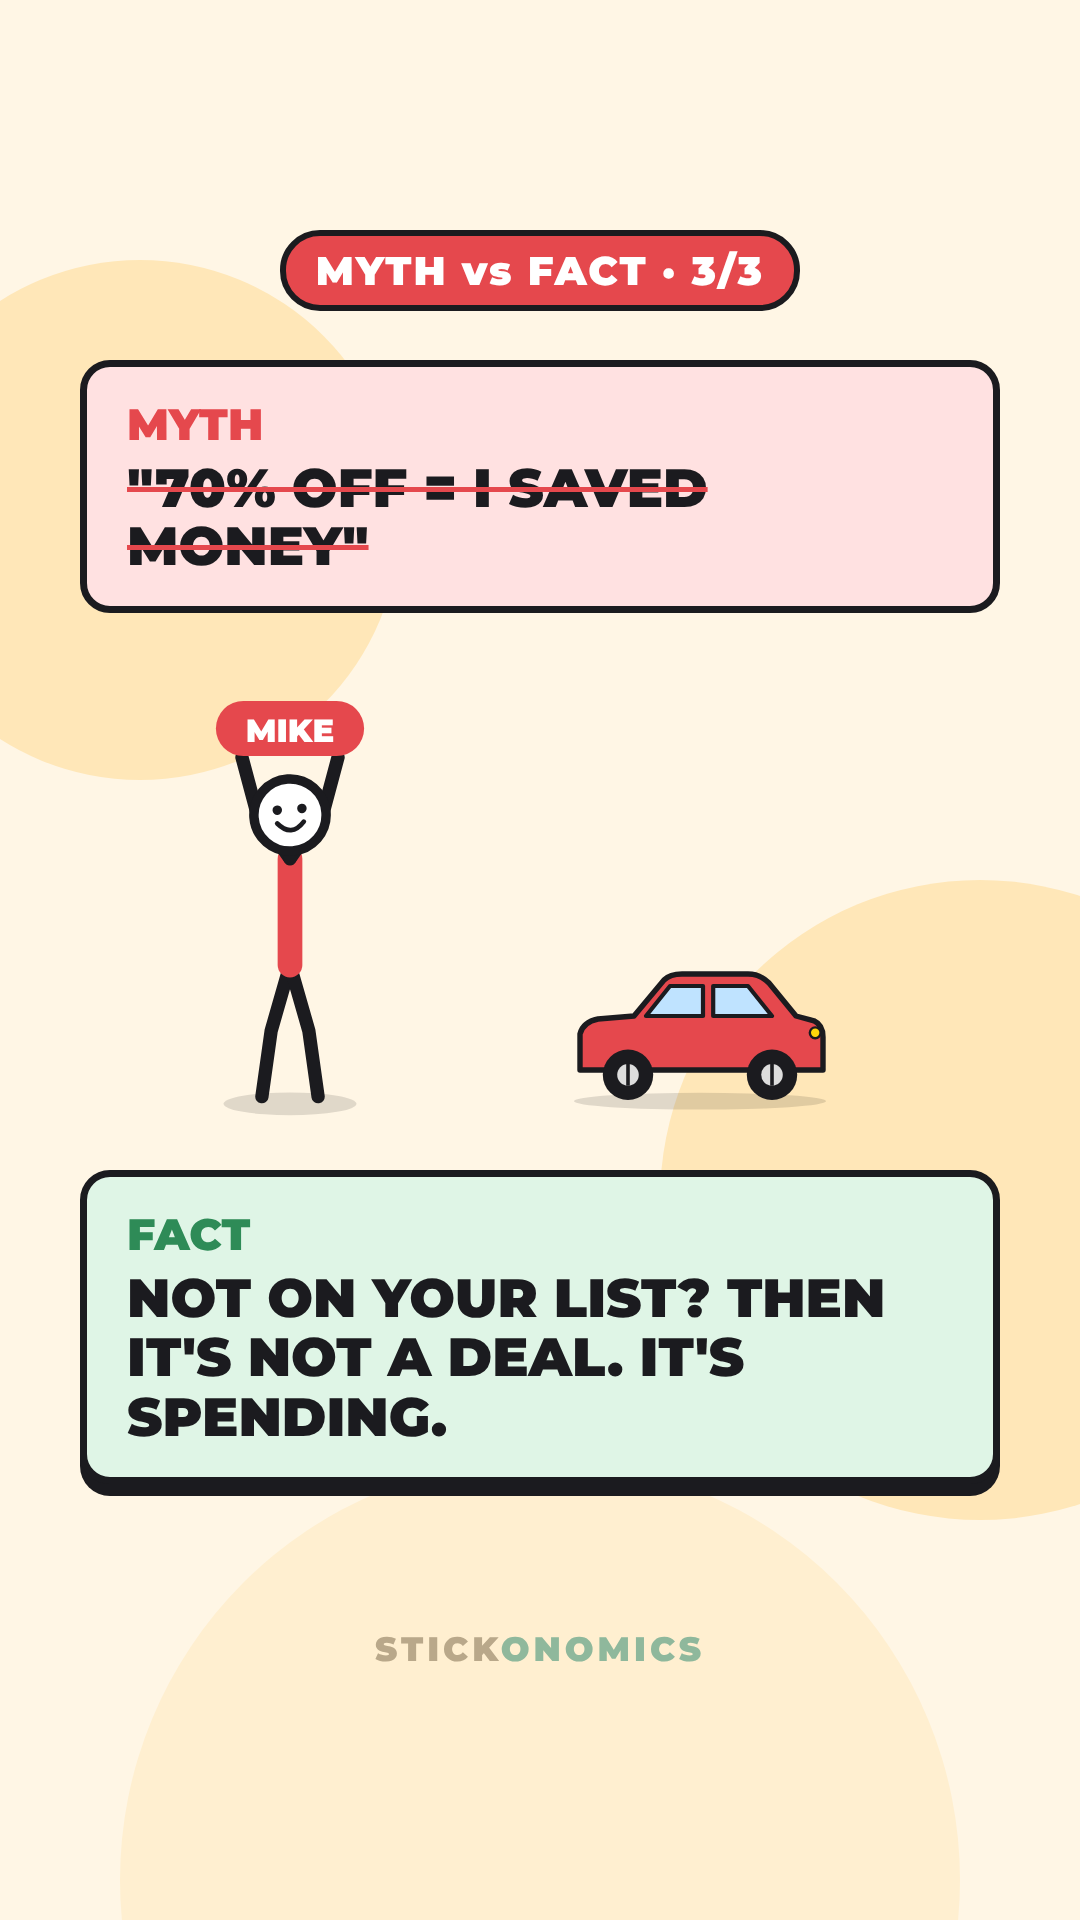 MYTH vs FACT • 3/3
MYTH
"70% OFF = I SAVED
MONEY"
MIKE
FACT
NOT ON YOUR LIST? THEN
IT'S NOT A DEAL. IT'S
SPENDING.
STICKONOMICS